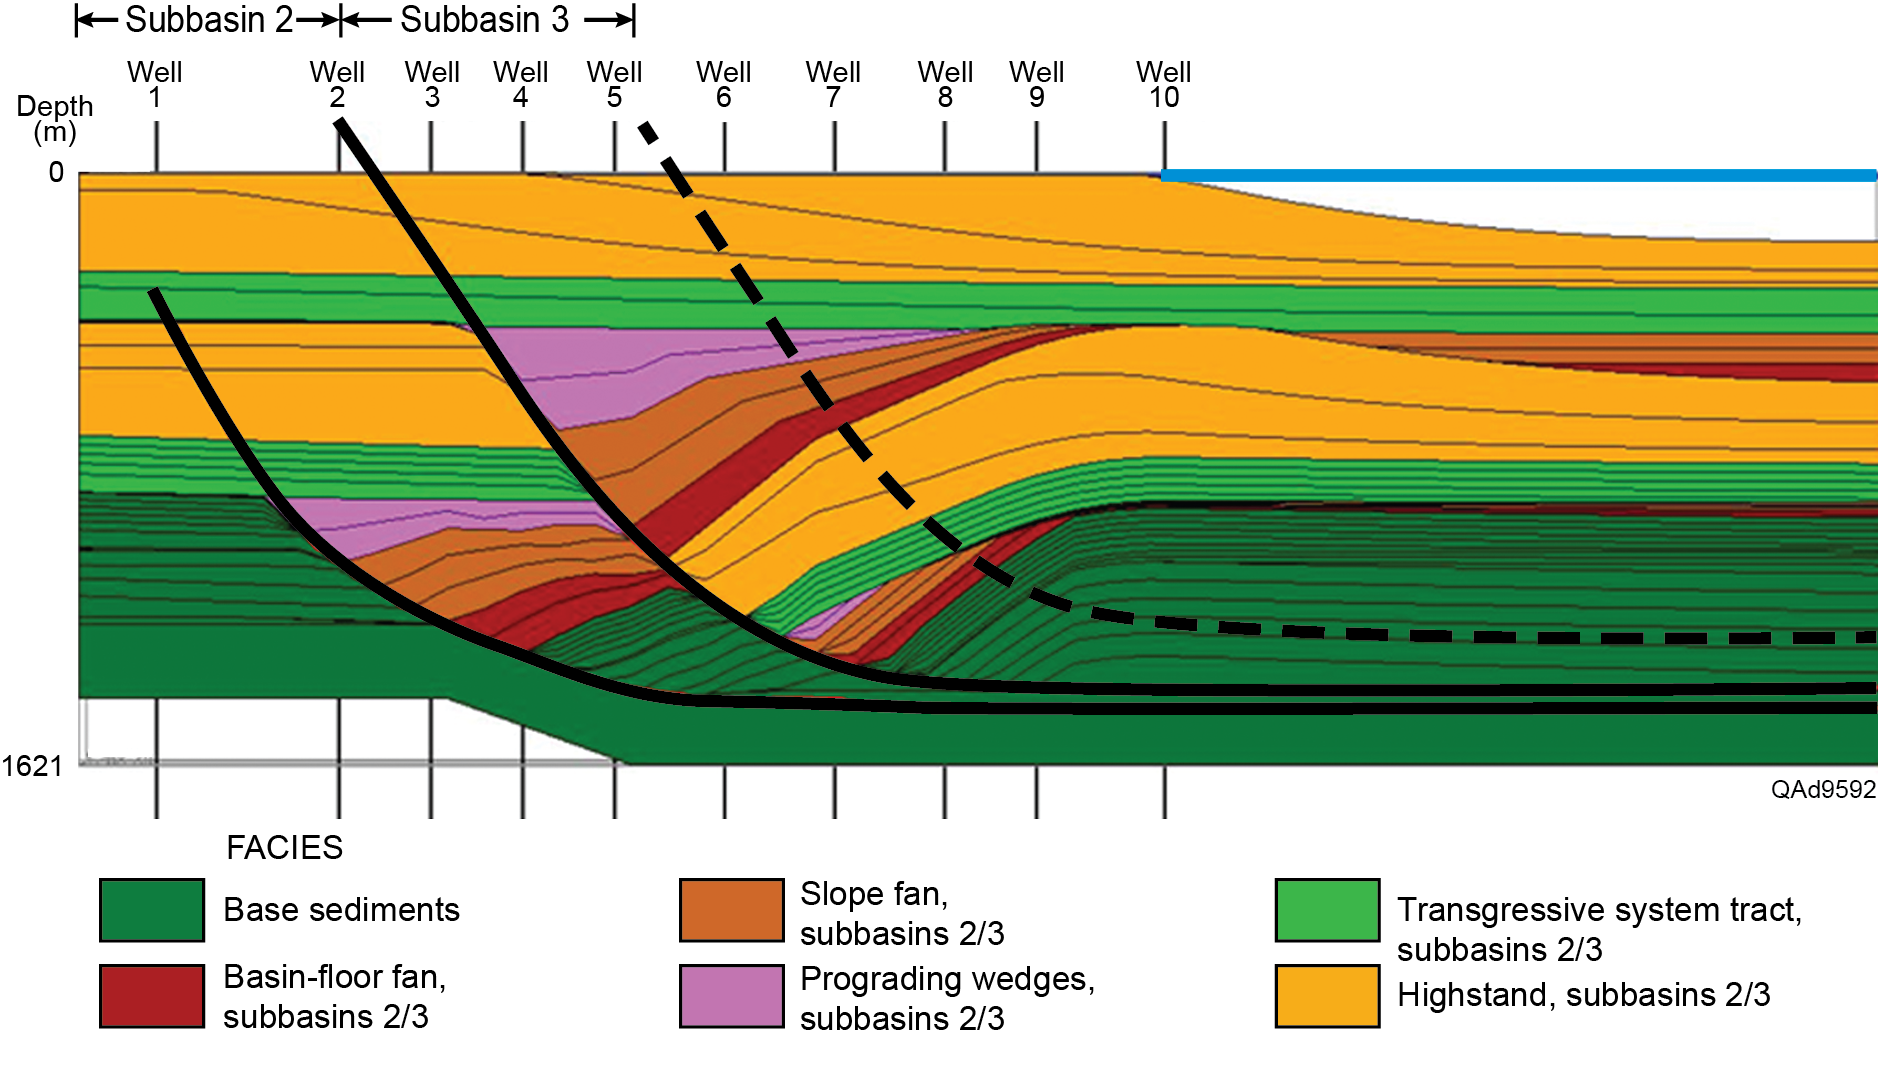 Subbasin 2 Subbasin 3
Well 1
Well 2
Well 3
Well 4
Well 5
Well 6
Well 7
Well 8
Well 9
Well 10
Depth
(m)
0
1621
QAd9592
FACIES
Base sediments
Basin-floor fan,
subbasins 2/3
Slope fan,
subbasins 2/3
Prograding wedges,
subbasins 2/3
Transgressive system tract,
subbasins 2/3
Highstand, subbasins 2/3